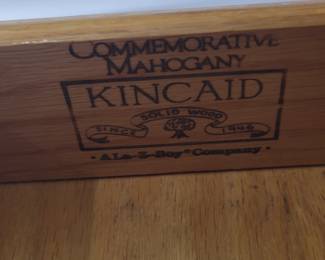 COMMEMORATIVE
MAHOGANY
KINCAID
SOLID WOOD
SINCE 1946
• A La-Z-Boy® Company •